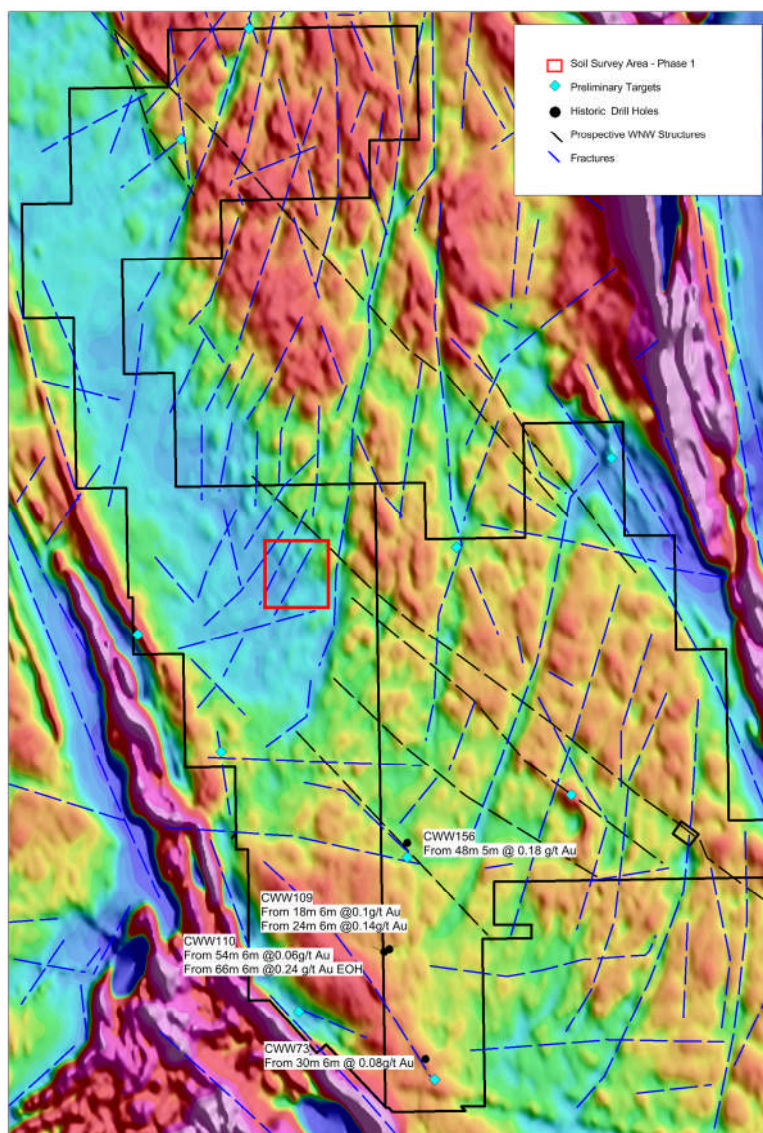 Soil Survey Area - Phase 1
Preliminary Targets
Historic Drill Holes
Prospective WNW Structures
Fractures
CWW156
From 48m 5m @ 0.18 g/t Au
CWW109
From 18m 6m @0.1g/t Au
From 24m 6m @0.14g/t Au
CWW110
From 54m 6m @0.06g/t Au
From 66m 6m @0.24 g/t Au EOH
CWW73
From 30m 6m @ 0.08g/t Au